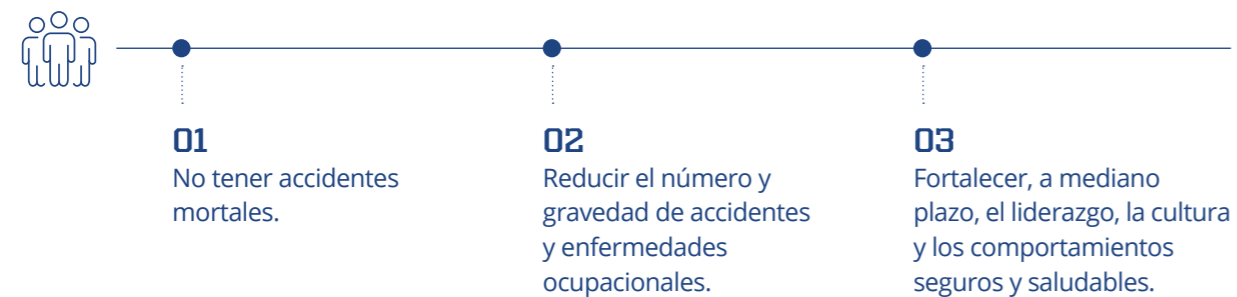 01
No tener accidentes
mortales.
02
Reducir el número y
gravedad de accidentes
y enfermedades
ocupacionales.
03
Fortalecer, a mediano
plazo, el liderazgo, la cultura
y los comportamientos
seguros y saludables.